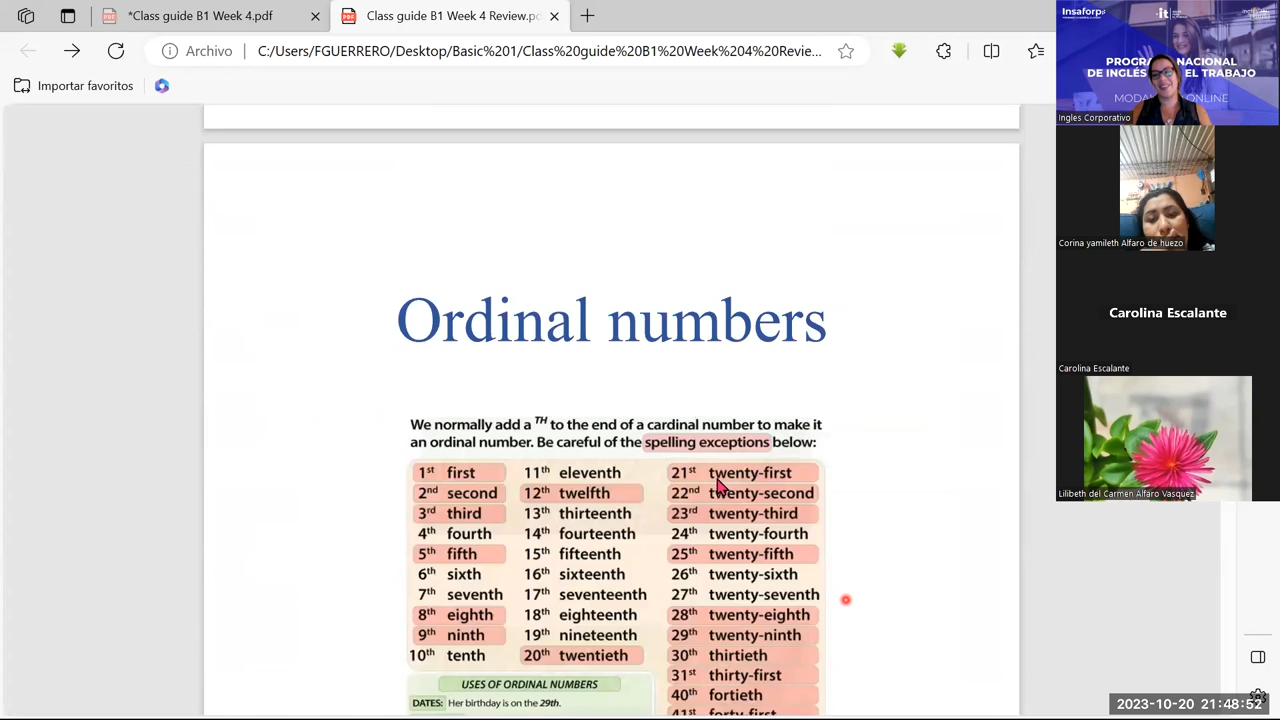 *Class guide B1 Week 4.pdf
Class guide B1 Week 4 Review.p
Archivo
C:/Users/FGUERRERO/Desktop/Basic%201/Class%20guide%20B1%20Week%204%20Revie...
Importar favoritos
Ordinal numbers
We normally add a TH to the end of a cardinal number to make it
an ordinal number. Be careful of the spelling exceptions below:
1st first
2nd second
3rd third
4th fourth
5th fifth
6th sixth
7th seventh
8th eighth
9th ninth
10th tenth
11th eleventh
12th twelfth
13th thirteenth
14th fourteenth
15th fifteenth
16th sixteenth
17th seventeenth
18th eighteenth
19th nineteenth
20th twentieth
21st twenty-first
22nd twenty-second
23rd twenty-third
24th twenty-fourth
25th twenty-fifth
26th twenty-sixth
27th twenty-seventh
28th twenty-eighth
29th twenty-ninth
30th thirtieth
31st thirty-first
40th fortieth
41st forty-first
USES OF ORDINAL NUMBERS
DATES: Her birthday is on the 29th.
Insaforp
it
PROGRA NACIONAL
DE INGLÉS EL TRABAJO
MODA ONLINE
Ingles Corporativo
Corina yamileth Alfaro de huezo
Carolina Escalante
Carolina Escalante
Lilibeth del Carmen Alfaro Vasquez
2023-10-20 21:48:52